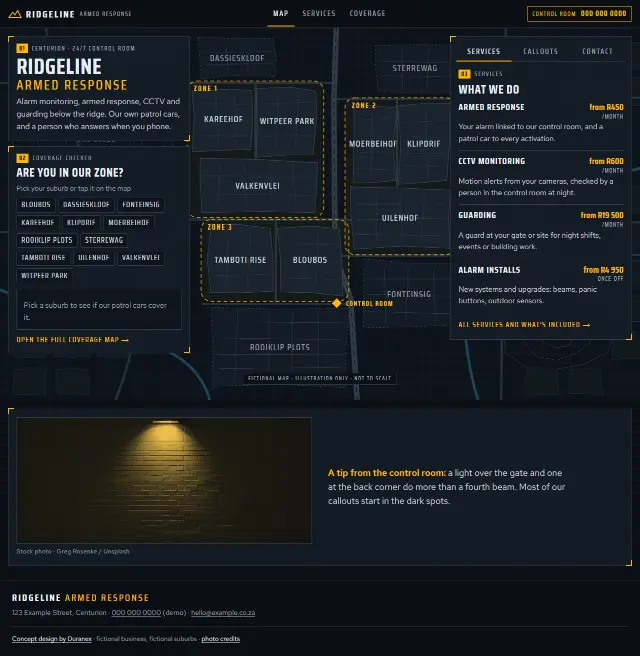 RIDGELINE ARMED RESPONSE
MAP SERVICES COVERAGE
CONTROL ROOM 000 000 0000
01 CENTURION · 24/7 CONTROL ROOM
RIDGELINE
ARMED RESPONSE
Alarm monitoring, armed response, CCTV and
guarding below the ridge. Our own patrol cars,
and a person who answers when you phone.
02 COVERAGE CHECKER
ARE YOU IN OUR ZONE?
Pick your suburb or tap it on the map
BLOUBOS DASSIESKLOOF FONTEINSIG
KAREEHOF KLIPDRIF MOERBEIHOF
ROOIKLIP PLOTS STERREWAG
TAMBOTI RISE UILENHOF VALKENVLEI
WITPEER PARK
Pick a suburb to see if our patrol cars cover
it.
OPEN THE FULL COVERAGE MAP →
DASSIESKLOOF
STERREWAG
ZONE 1
KAREEHOF
WITPEER PARK
VALKENVLEI
ZONE 2
MOERBEIHOF
KLIPDRIF
UILENHOF
ZONE 3
TAMBOTI RISE
BLOUBOS
FONTEINSIG
CONTROL ROOM
ROOIKLIP PLOTS
FICTIONAL MAP · ILLUSTRATION ONLY · NOT TO SCALE
SERVICES CALLOUTS CONTACT
03 SERVICES
WHAT WE DO
ARMED RESPONSE from R450
/MONTH
Your alarm linked to our control room, and a
patrol car to every activation.
CCTV MONITORING from R600
/MONTH
Motion alerts from your cameras, checked by a
person in the control room at night.
GUARDING from R19 500
/MONTH
A guard at your gate or site for night shifts,
events or building work.
ALARM INSTALLS from R4 950
ONCE OFF
New systems and upgrades: beams, panic
buttons, outdoor sensors.
ALL SERVICES AND WHAT'S INCLUDED →
A tip from the control room: a light over the gate and one
at the back corner do more than a fourth beam. Most of our
callouts start in the dark spots.
Stock photo · Greg Rosenke / Unsplash
RIDGELINE ARMED RESPONSE
123 Example Street, Centurion · 000 000 0000 (demo) · hello@example.co.za
Concept design by Duranex · fictional business, fictional suburbs · photo credits